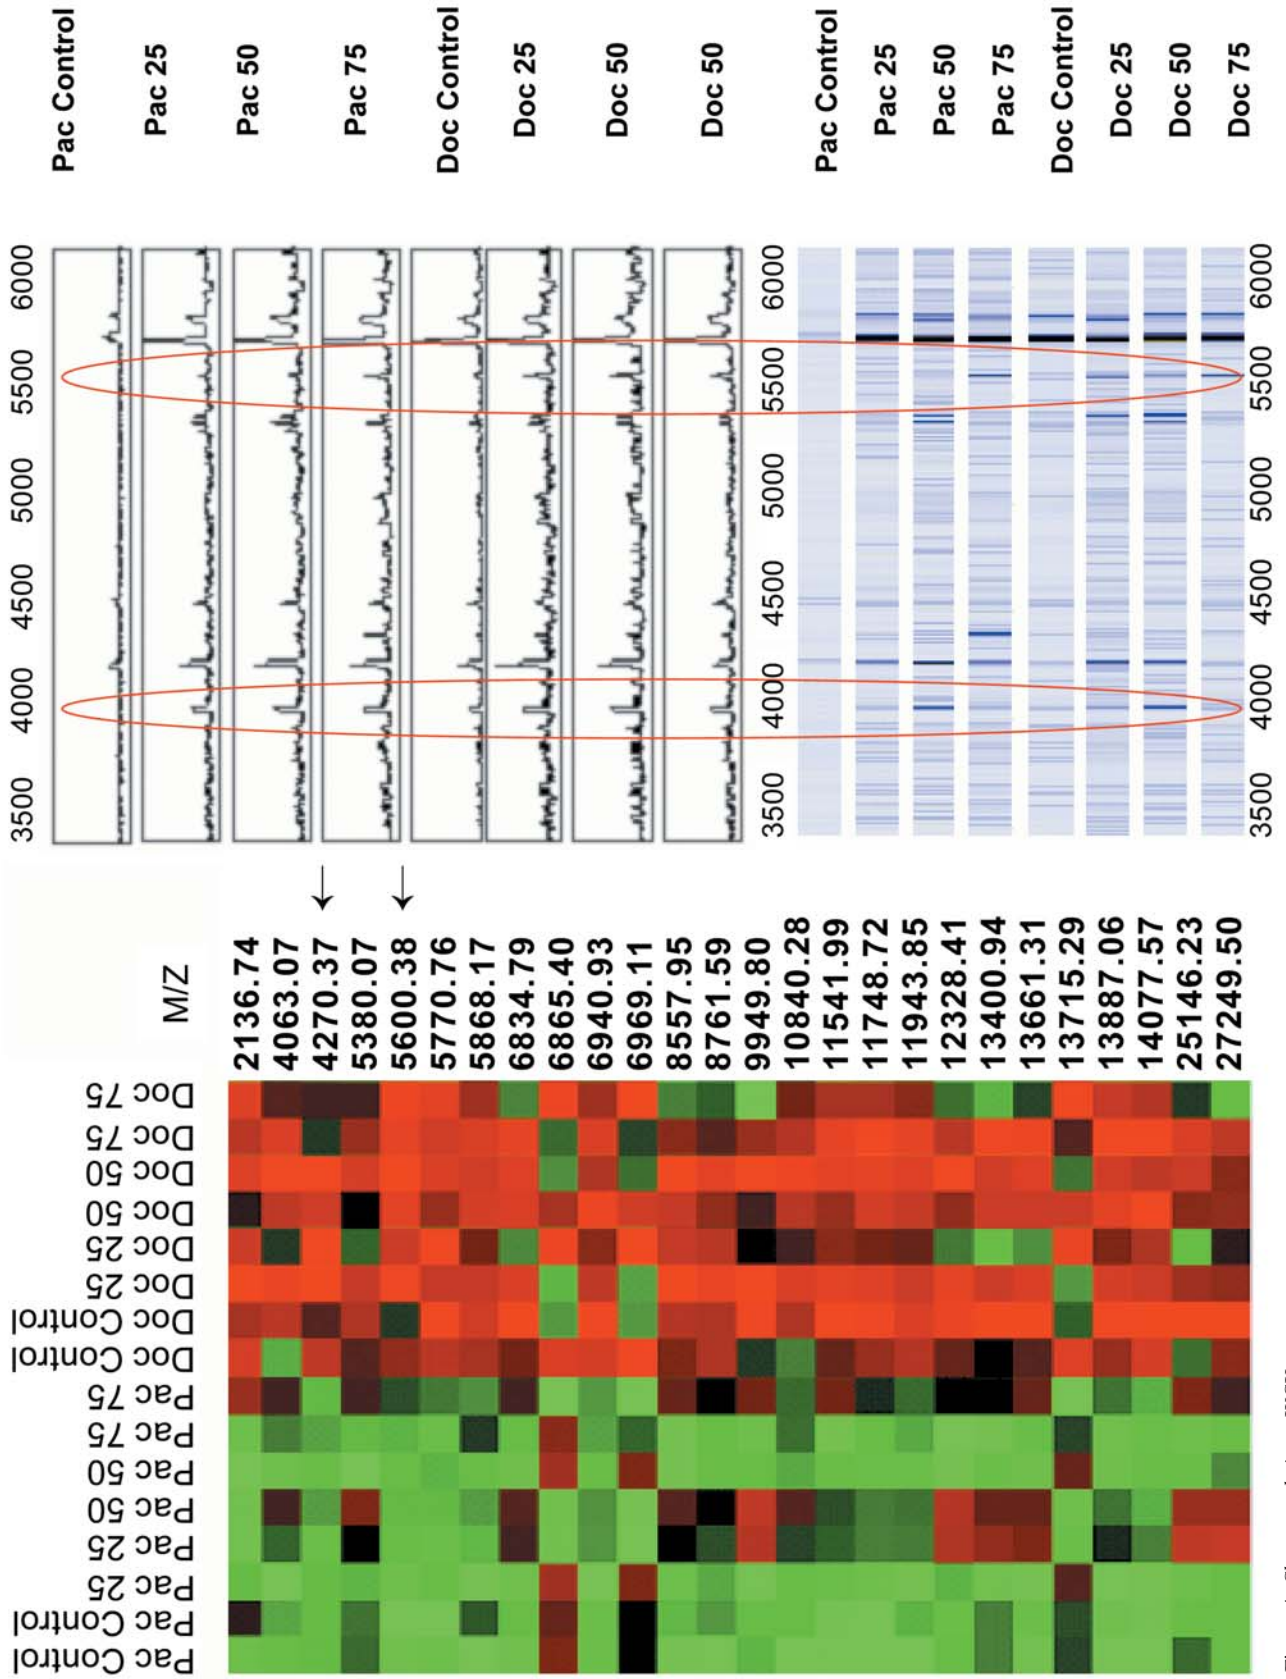 Pac Control
Pac 25
Pac 50
Pac 75
Doc Control
Doc 25
Doc 50
Doc 50
3500 4000 4500 5000 5500 6000
3500 4000 4500 5000 5500 6000
Pac Control
Pac 25
Pac 50
Pac 75
Doc Control
Doc 25
Doc 50
Doc 75
3500 4000 4500 5000 5500 6000
M/Z
2136.74
4063.07
4270.37 ←
5380.07
5600.38 ←
5770.76
5868.17
6834.79
6865.40
6940.93
6969.11
8557.95
8761.59
9949.80
10840.28
11541.99
11748.72
11943.85
12328.41
13400.94
13661.31
13715.29
13887.06
14077.57
25146.23
27249.50
Pac Control
Pac Control
Pac 25
Pac 25
Pac 50
Pac 50
Pac 75
Pac 75
Doc Control
Doc Control
Doc 25
Doc 25
Doc 50
Doc 50
Doc 75
Doc 75